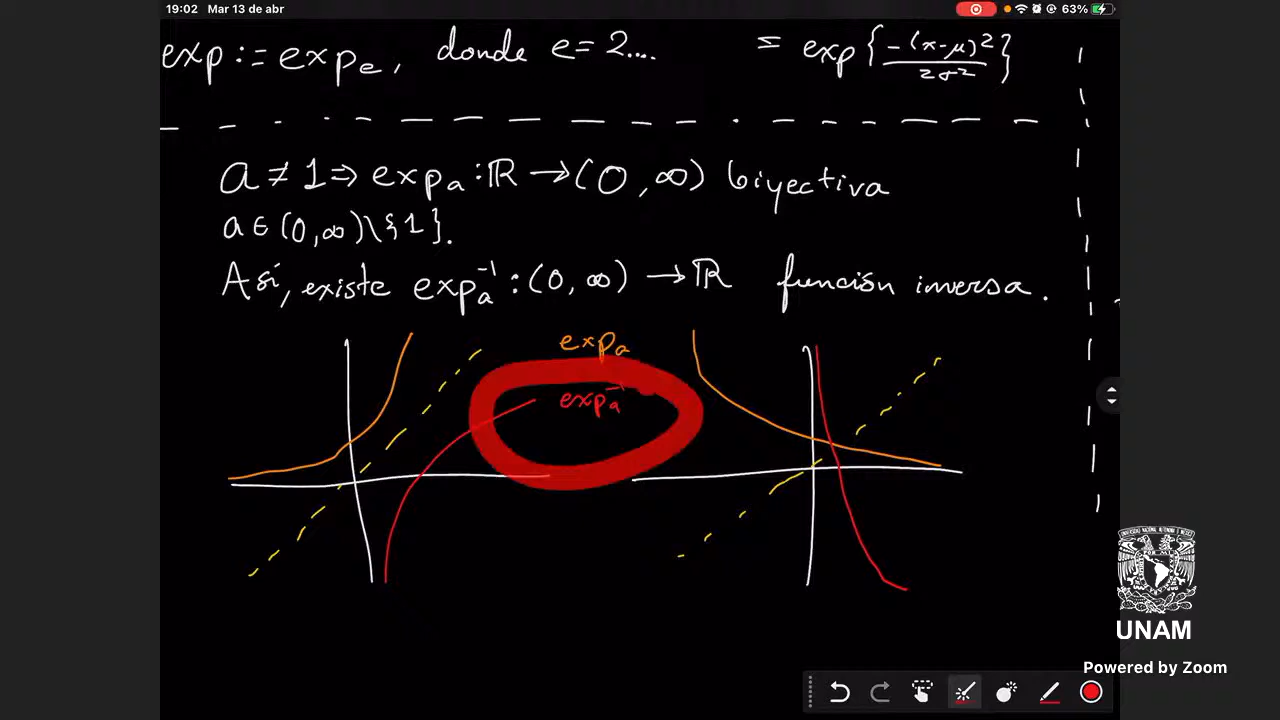 19:02 Mar 13 de abr 63%
exp := exp_e, donde e = 2....
= exp{-(x-μ)²/2σ²}
a ≠ 1 ⇒ exp_a : ℝ → (0, ∞) biyectiva
a ∈ (0, ∞) \ {1}.
Así, existe exp_a⁻¹ : (0, ∞) → ℝ función inversa.
exp_a
exp_a⁻¹
UNAM
Powered by Zoom